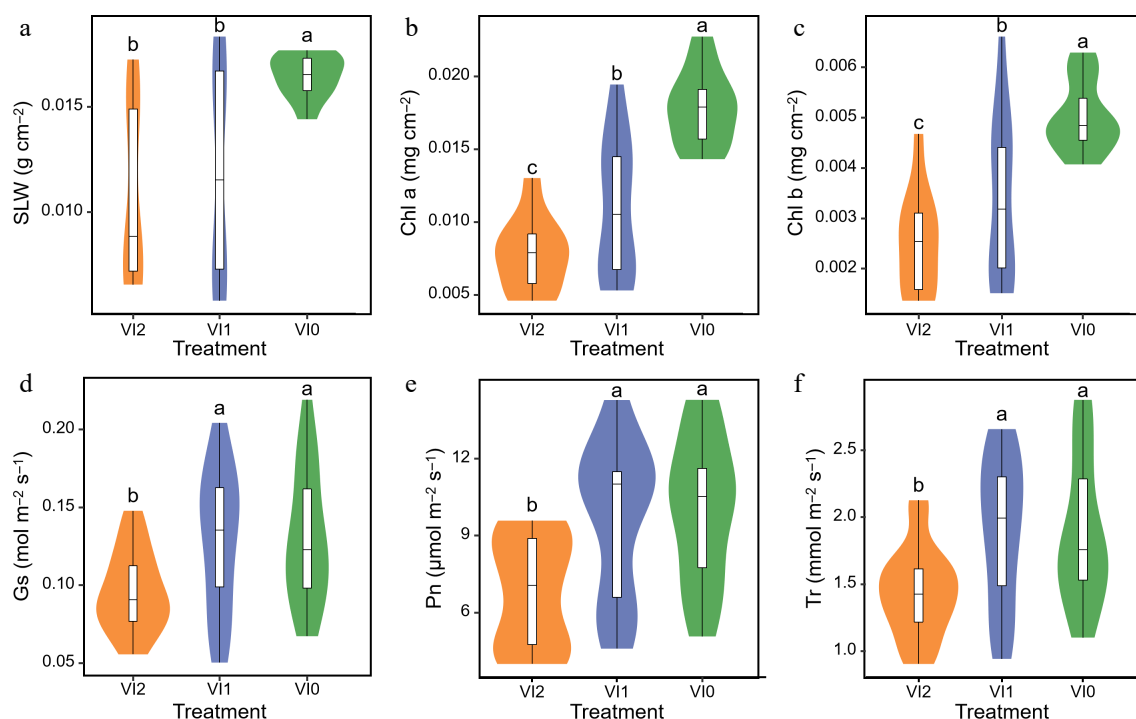 a
SLW (g cm−2)
0.015
0.010
b
b
a
VI2
VI1
VI0
Treatment
b
Chl a (mg cm−2)
0.020
0.015
0.010
0.005
c
b
a
VI2
VI1
VI0
Treatment
c
Chl b (mg cm−2)
0.006
0.005
0.004
0.003
0.002
c
b
a
VI2
VI1
VI0
Treatment
d
Gs (mol m−2 s−1)
0.20
0.15
0.10
0.05
b
a
a
VI2
VI1
VI0
Treatment
e
Pn (μmol m−2 s−1)
12
9
6
b
a
a
VI2
VI1
VI0
Treatment
f
Tr (mmol m−2 s−1)
2.5
2.0
1.5
1.0
b
a
a
VI2
VI1
VI0
Treatment